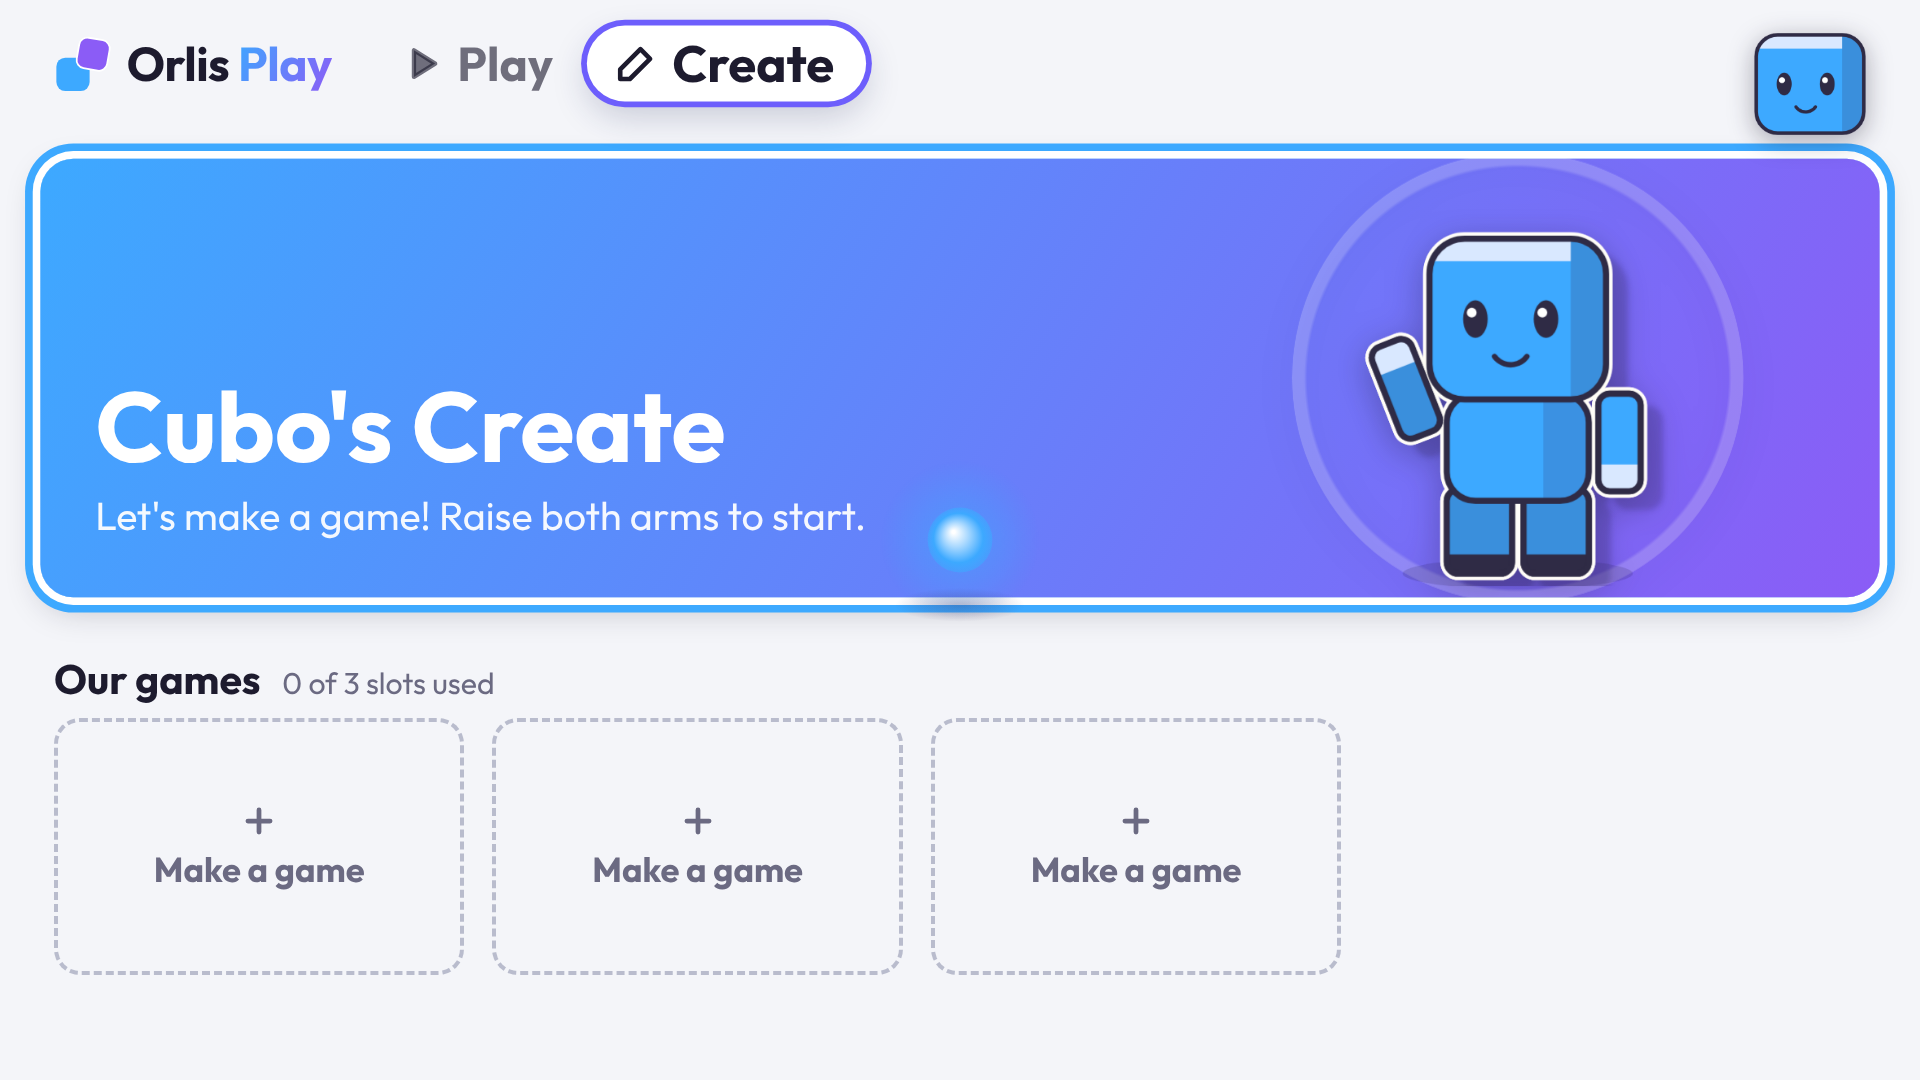 Orlis Play
Play
Create
Cubo's Create
Let's make a game! Raise both arms to start.
Our games 0 of 3 slots used
Make a game
Make a game
Make a game